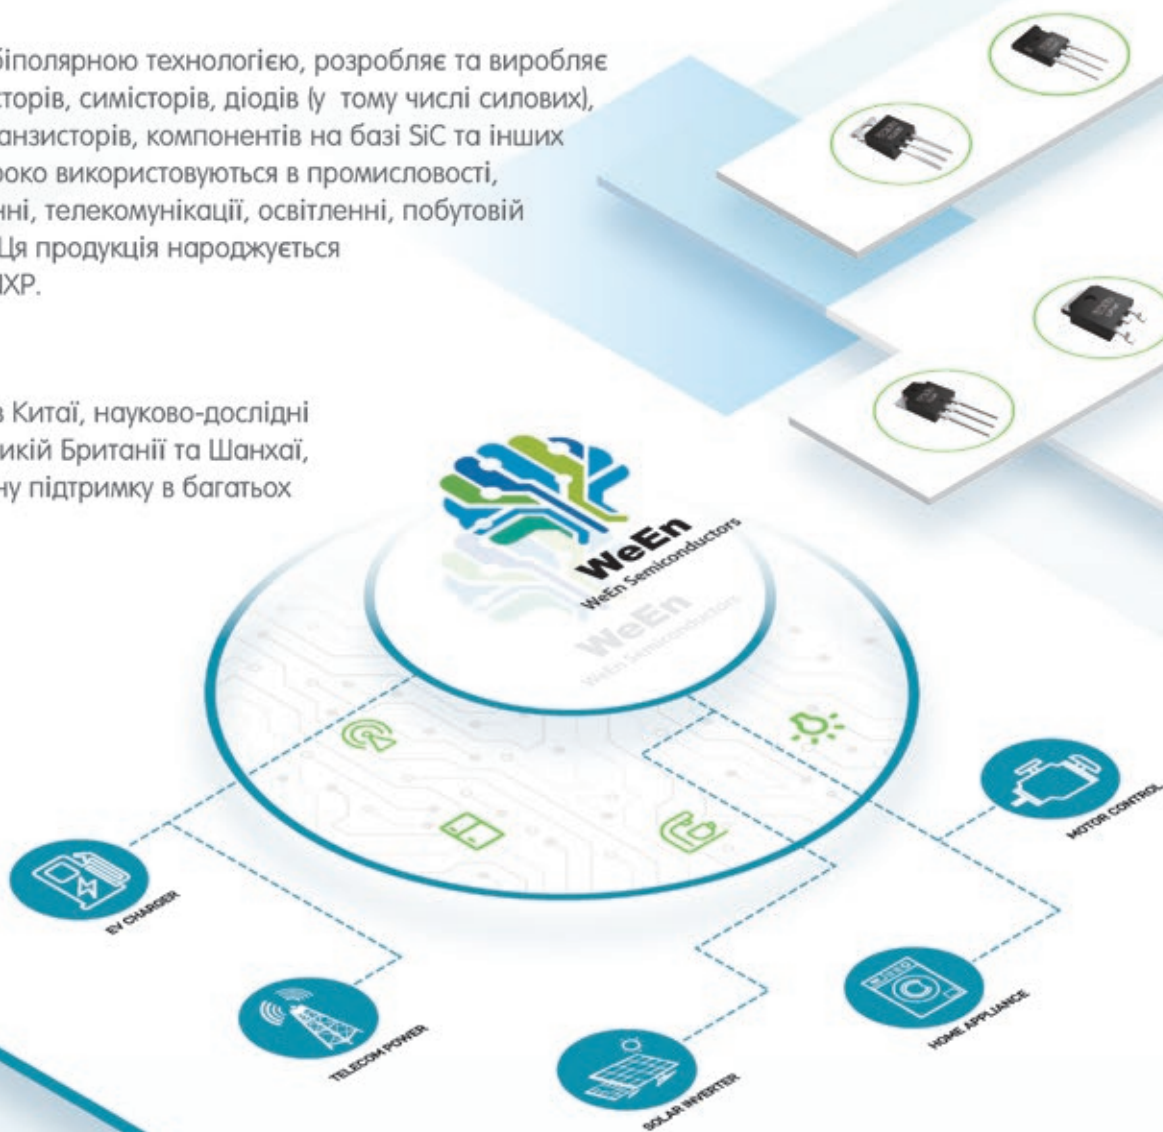 біполярною технологією, розробляє та виробляє
сторів, симісторів, діодів (у тому числі силових),
анзисторів, компонентів на базі SiC та інших
роко використовуються в промисловості,
нні, телекомунікації, освітленні, побутовій
Ця продукція народжується
NXP.
в Китаї, науково-дослідні
икій Британії та Шанхаї,
ну підтримку в багатьох
WeEn
WeEn Semiconductors
WeEn
WeEn Semiconductors
MOTOR CONTROL
EV CHARGER
HOME APPLIANCE
TELECOM POWER
SOLAR INVERTER